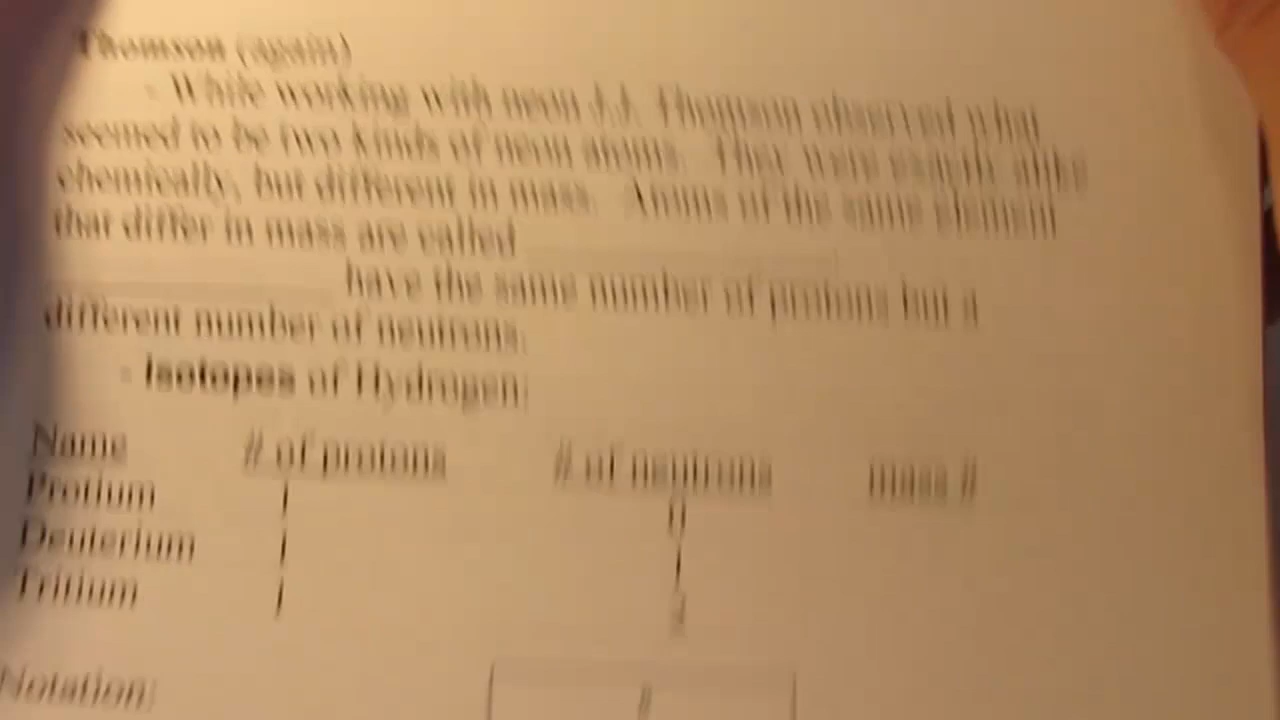 Thomson (again)
- While working with neon J.J. Thomson observed what
seemed to be two kinds of neon atoms. They were exactly alike
chemically, but different in mass. Atoms of the same element
that differ in mass are called
have the same number of protons but a
different number of neutrons.
- Isotopes of Hydrogen:
Name # of protons # of neutrons mass #
Protium 1 0
Deuterium 1 1
Tritium 1 2
Notation: